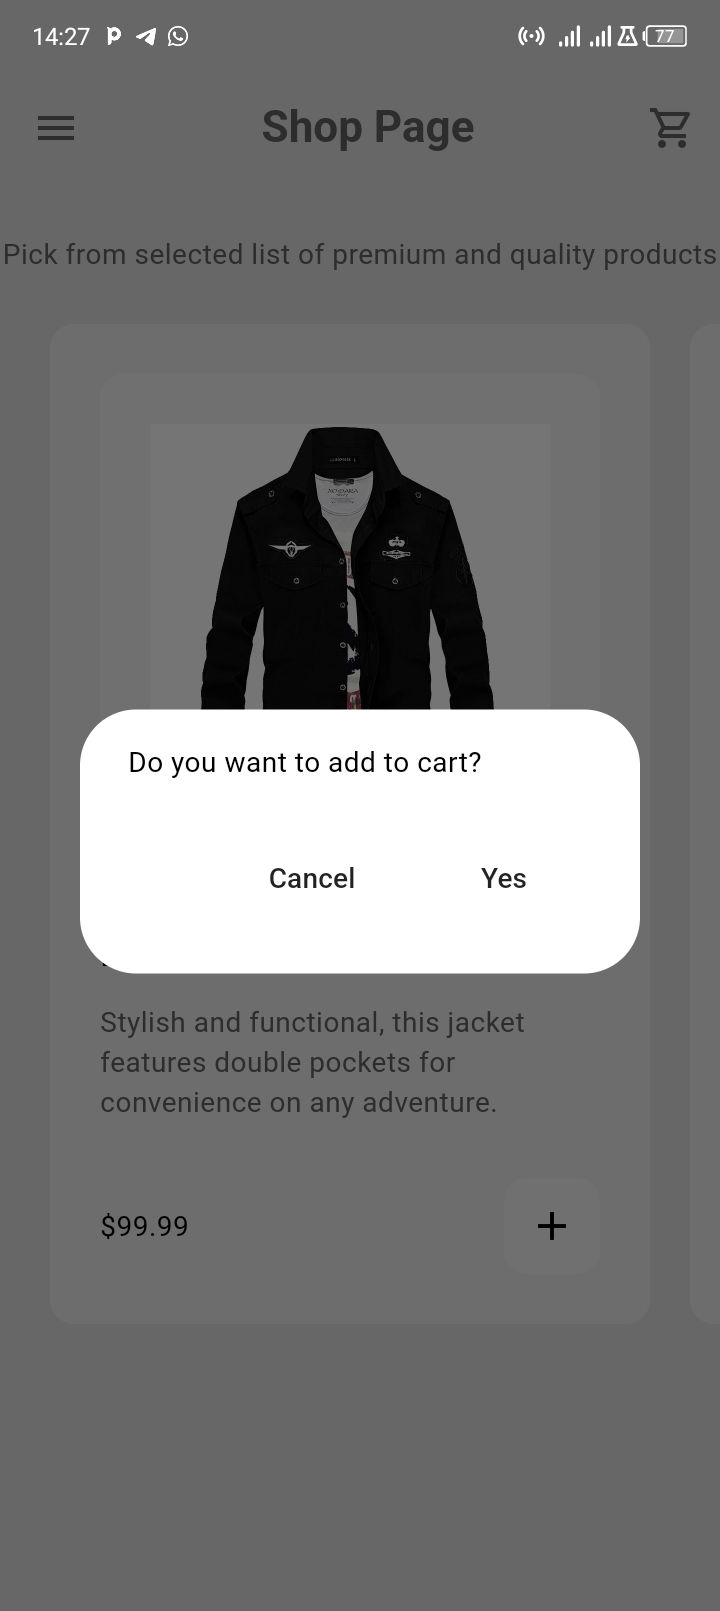 14:27
77
Shop Page
Pick from selected list of premium and quality products
Do you want to add to cart?
Cancel Yes
Stylish and functional, this jacket
features double pockets for
convenience on any adventure.
$99.99